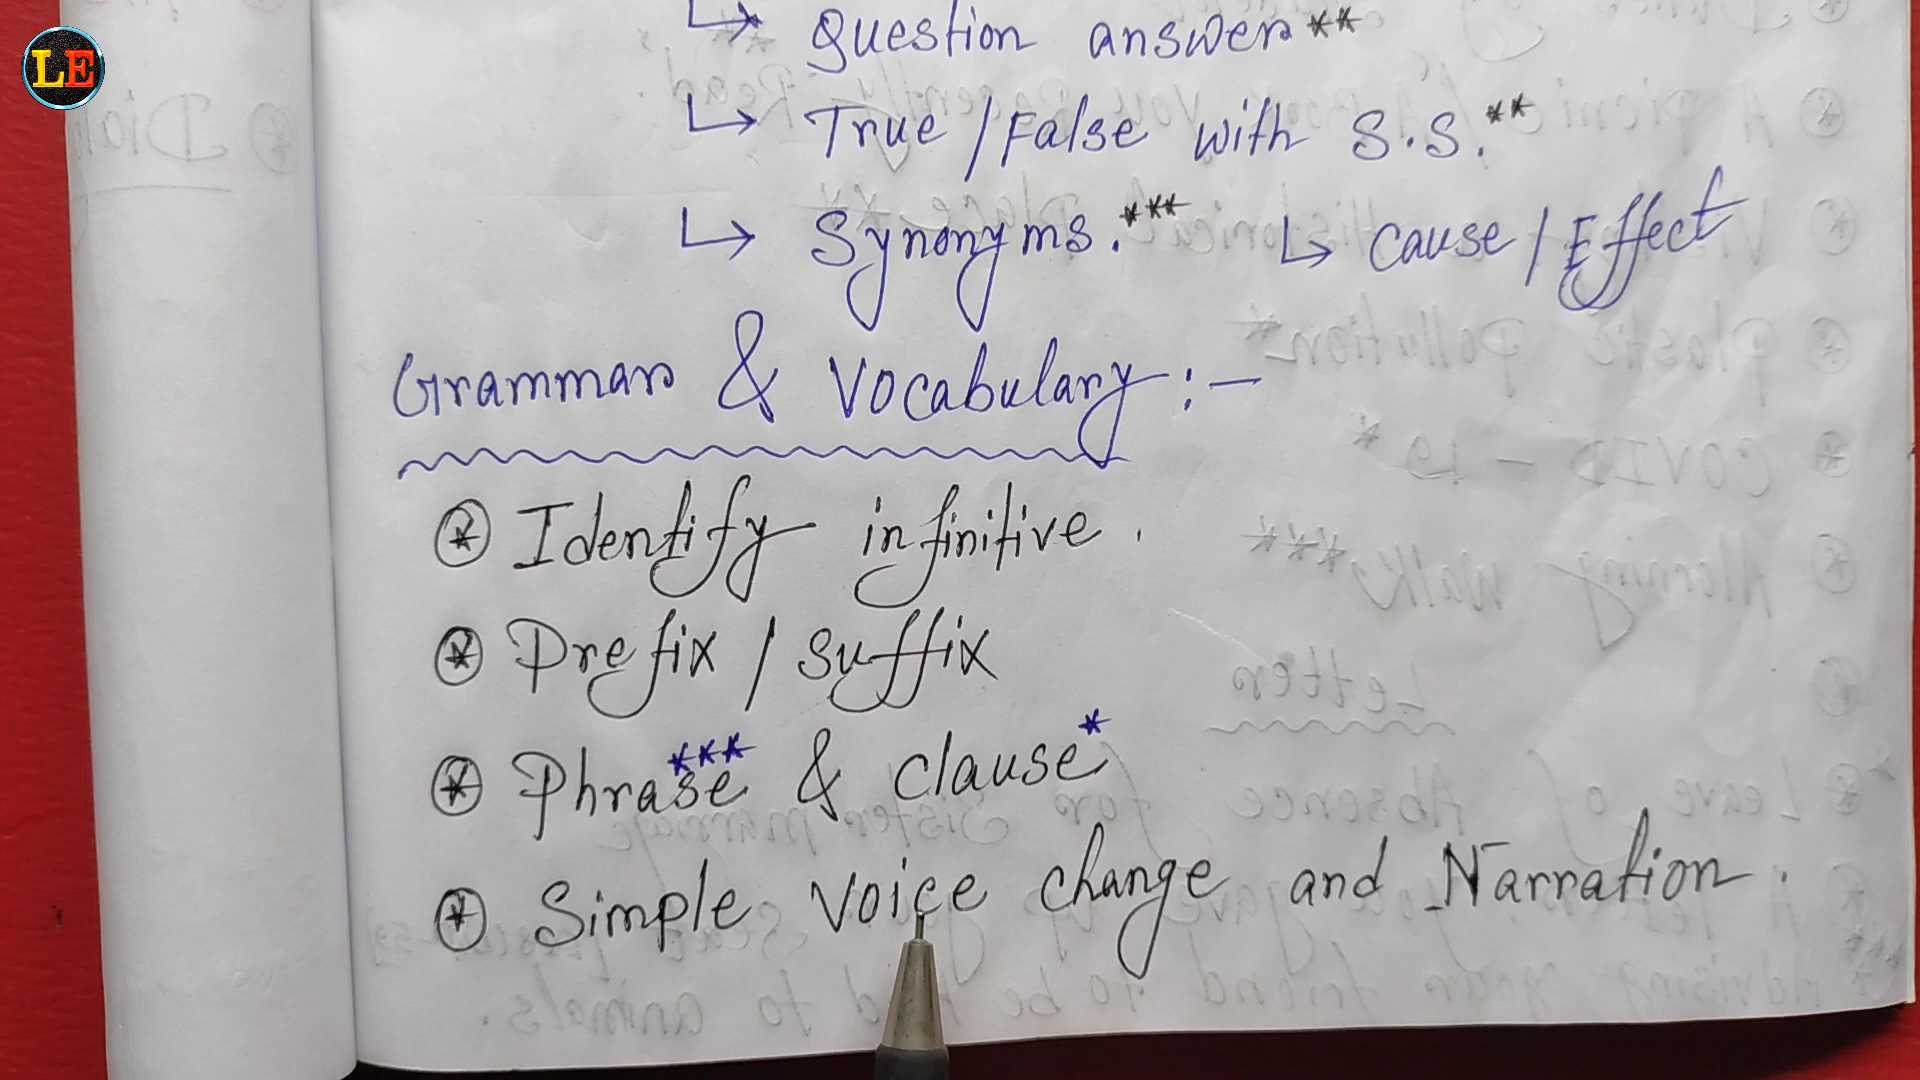 LE
↳ Question answer**
↳ True / False with S.S.**
↳ Synonyms.*** ↳ Cause / Effect
Grammar & Vocabulary :-
⊛ Identify infinitive.
⊛ Prefix / suffix
⊛ Phrase*** & clause*
⊛ Simple voice change and Narration.